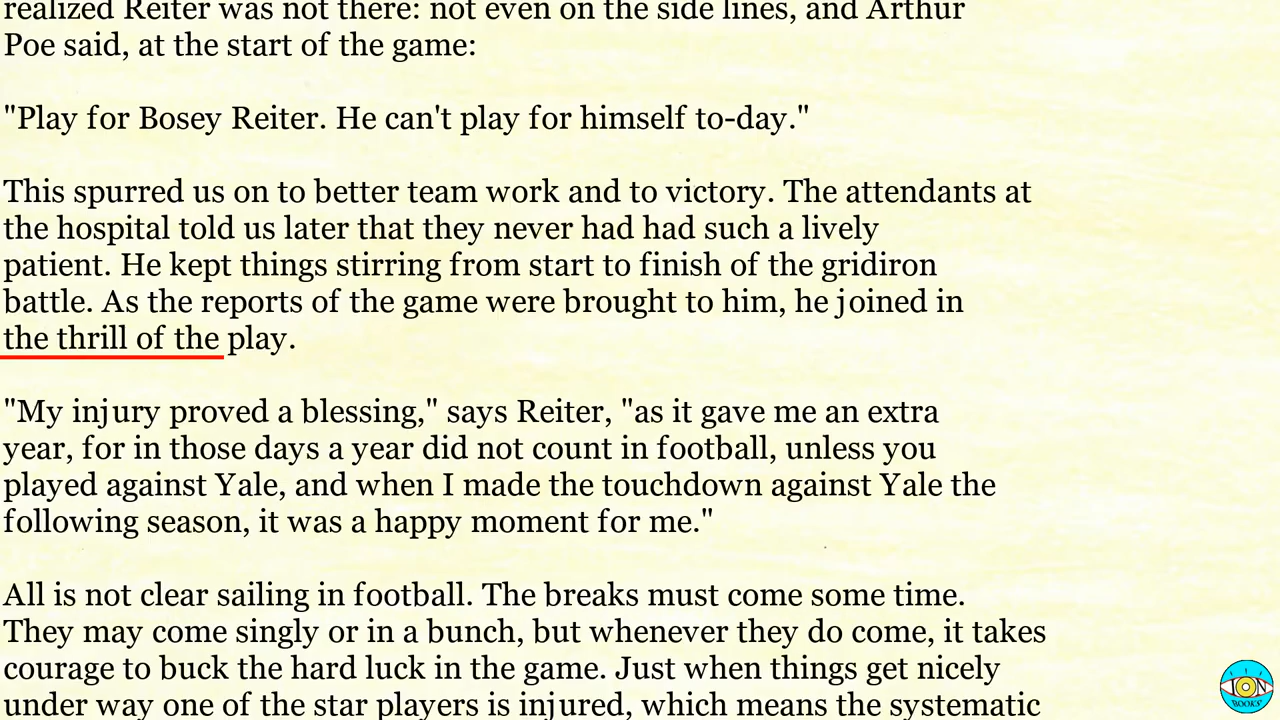 realized Reiter was not there: not even on the side lines, and Arthur
Poe said, at the start of the game:
"Play for Bosey Reiter. He can't play for himself to-day."
This spurred us on to better team work and to victory. The attendants at
the hospital told us later that they never had had such a lively
patient. He kept things stirring from start to finish of the gridiron
battle. As the reports of the game were brought to him, he joined in
the thrill of the play.
"My injury proved a blessing," says Reiter, "as it gave me an extra
year, for in those days a year did not count in football, unless you
played against Yale, and when I made the touchdown against Yale the
following season, it was a happy moment for me."
All is not clear sailing in football. The breaks must come some time.
They may come singly or in a bunch, but whenever they do come, it takes
courage to buck the hard luck in the game. Just when things get nicely
under way one of the star players is injured, which means the systematic
ION
BOOKS